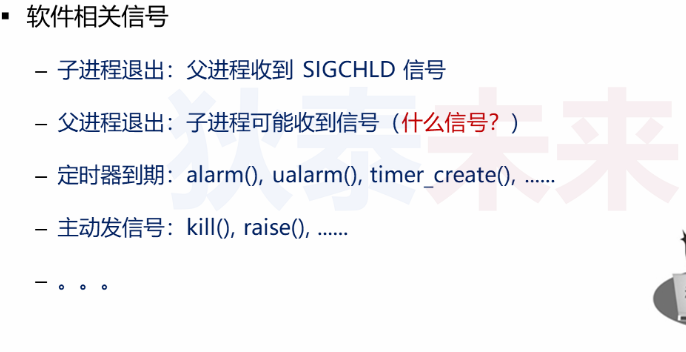 ▪ 软件相关信号
– 子进程退出：父进程收到 SIGCHLD 信号
– 父进程退出：子进程可能收到信号（什么信号？）
– 定时器到期：alarm(), ualarm(), timer_create(), ......
– 主动发信号：kill(), raise(), ......
– 。。。
狄泰未来